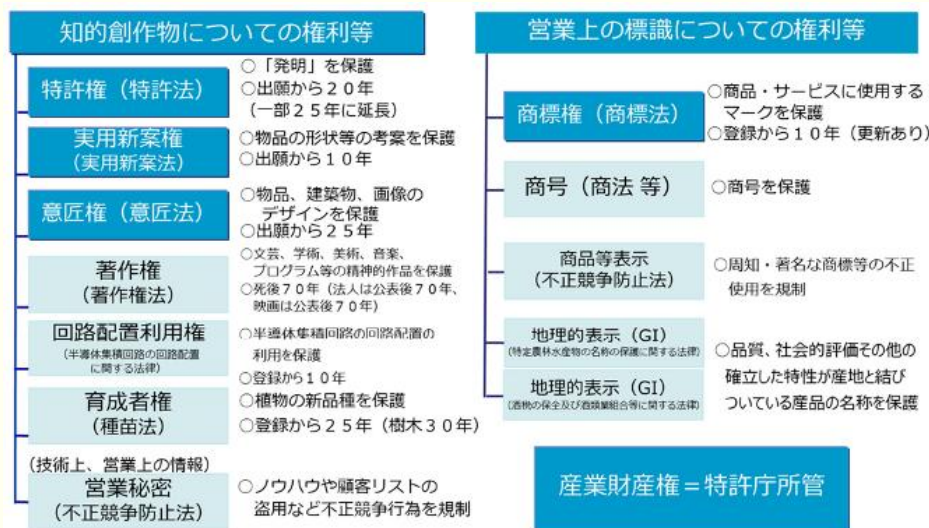 知的創作物についての権利等
特許権（特許法）
○「発明」を保護
○出願から２０年
（一部２５年に延長）
実用新案権
（実用新案法）
○物品の形状等の考案を保護
○出願から１０年
意匠権（意匠法）
○物品、建築物、画像の
デザインを保護
○出願から２５年
著作権
（著作権法）
○文芸、学術、美術、音楽、
プログラム等の精神的作品を保護
○死後７０年（法人は公表後７０年、
映画は公表後７０年）
回路配置利用権
（半導体集積回路の回路配置
に関する法律）
○半導体集積回路の回路配置の
利用を保護
○登録から１０年
育成者権
（種苗法）
○植物の新品種を保護
○登録から２５年（樹木３０年）
（技術上、営業上の情報）
営業秘密
（不正競争防止法）
○ノウハウや顧客リストの
盗用など不正競争行為を規制
営業上の標識についての権利等
商標権（商標法）
○商品・サービスに使用する
マークを保護
○登録から１０年（更新あり）
商号（商法 等）
○商号を保護
商品等表示
（不正競争防止法）
○周知・著名な商標等の不正
使用を規制
地理的表示（GI）
（特定農林水産物の名称の保護に関する法律）
地理的表示（GI）
（酒税の保全及び酒類業組合等に関する法律）
○品質、社会的評価その他の
確立した特性が産地と結び
ついている産品の名称を保護
産業財産権＝特許庁所管